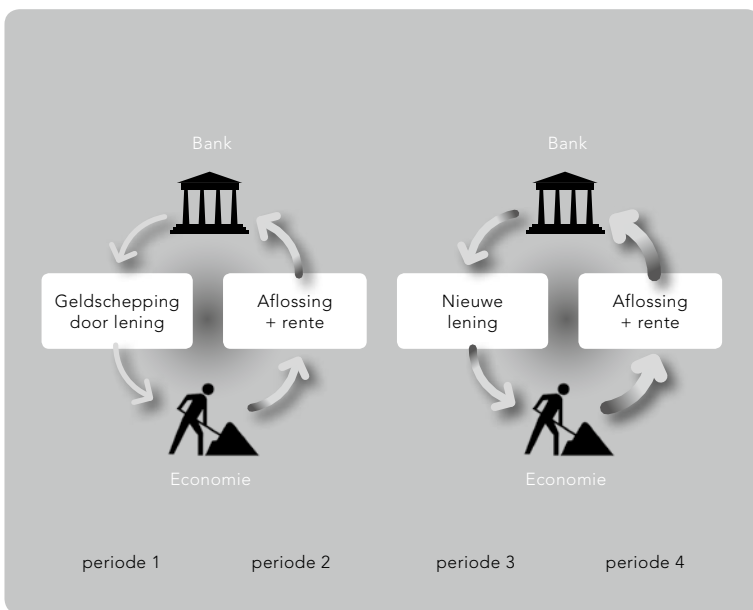 Bank
Bank
Geldschepping
door lening
Aflossing
+ rente
Nieuwe
lening
Aflossing
+ rente
Economie
Economie
periode 1
periode 2
periode 3
periode 4